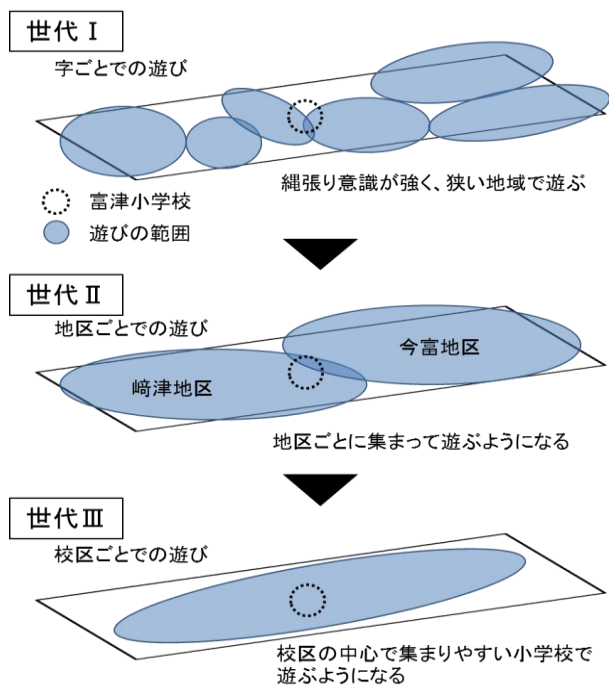 世代Ⅰ
字ごとでの遊び
縄張り意識が強く、狭い地域で遊ぶ
富津小学校
遊びの範囲
世代Ⅱ
地区ごとでの遊び
今富地区
﨑津地区
地区ごとに集まって遊ぶようになる
世代Ⅲ
校区ごとでの遊び
校区の中心で集まりやすい小学校で
遊ぶようになる